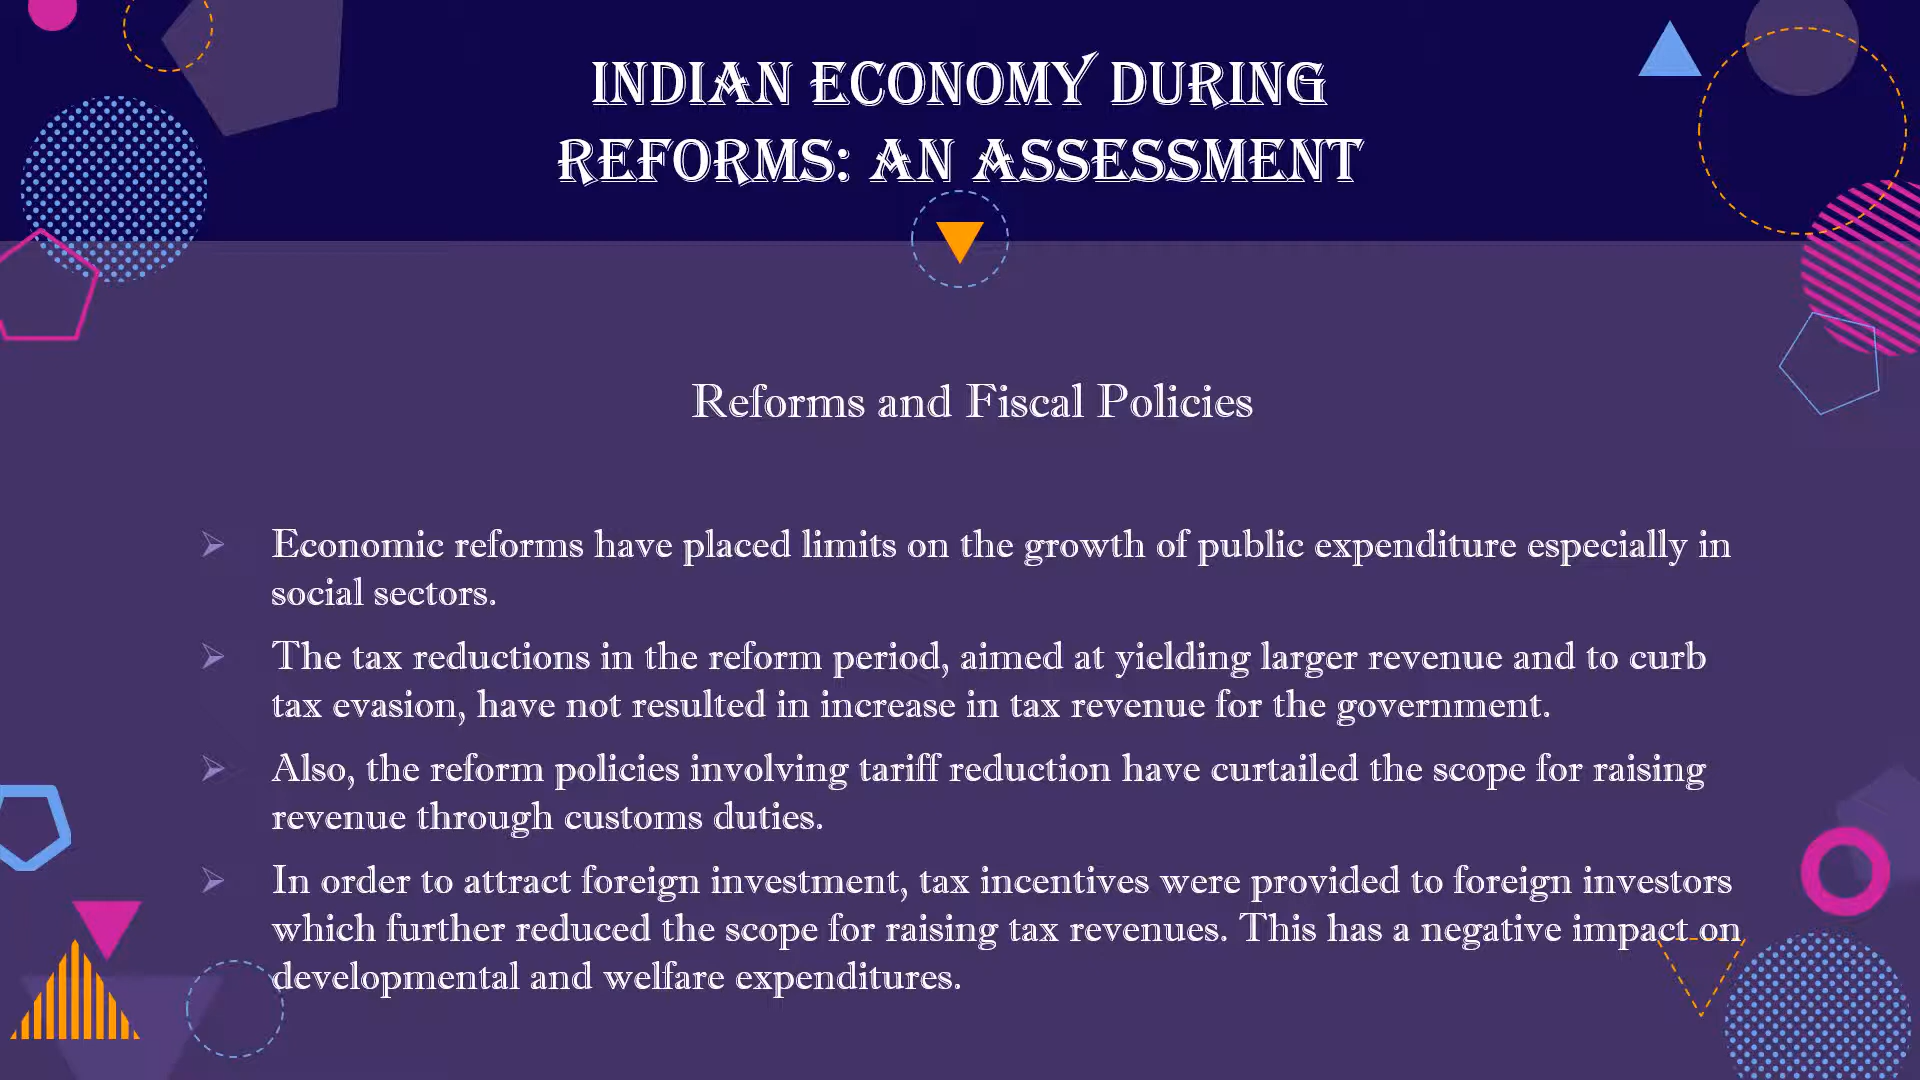 INDIAN ECONOMY DURING
REFORMS: AN ASSESSMENT
Reforms and Fiscal Policies
Economic reforms have placed limits on the growth of public expenditure especially in
social sectors.
The tax reductions in the reform period, aimed at yielding larger revenue and to curb
tax evasion, have not resulted in increase in tax revenue for the government.
Also, the reform policies involving tariff reduction have curtailed the scope for raising
revenue through customs duties.
In order to attract foreign investment, tax incentives were provided to foreign investors
which further reduced the scope for raising tax revenues. This has a negative impact on
developmental and welfare expenditures.